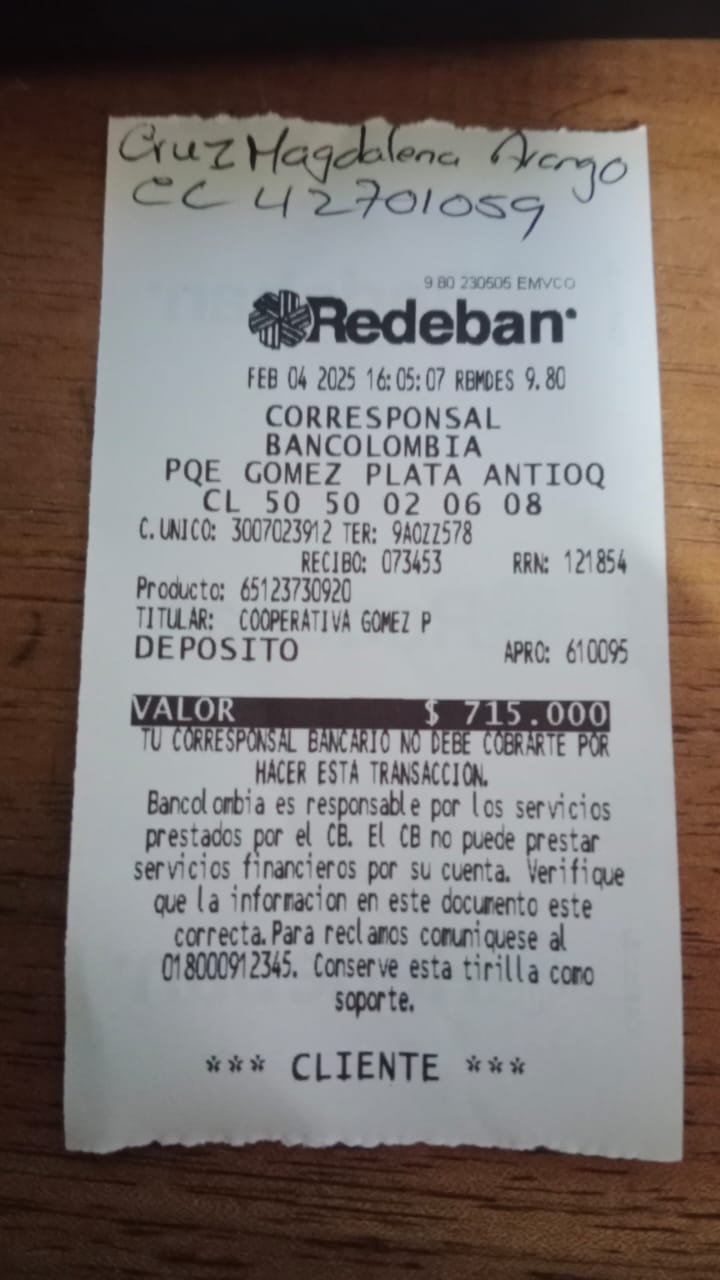 Cruz Magdalena Arango
CC 42701059
9 80 230505 EMVCO
Redeban
FEB 04 2025 16:05:07 RBMDES 9.80
CORRESPONSAL
BANCOLOMBIA
PQE GOMEZ PLATA ANTIOQ
CL 50 50 02 06 08
C.UNICO: 3007023912 TER: 9AOZZ578
RECIBO: 073453 RRN: 121854
Producto: 65123730920
TITULAR: COOPERATIVA GOMEZ P
DEPOSITO APRO: 610095
VALOR $ 715.000
TU CORRESPONSAL BANCARIO NO DEBE COBRARTE POR
HACER ESTA TRANSACCION.
Bancolombia es responsable por los servicios
prestados por el CB. El CB no puede prestar
servicios financieros por su cuenta. Verifique
que la informacion en este documento este
correcta.Para reclamos comuniquese al
018000912345. Conserve esta tirilla como
soporte.
*** CLIENTE ***